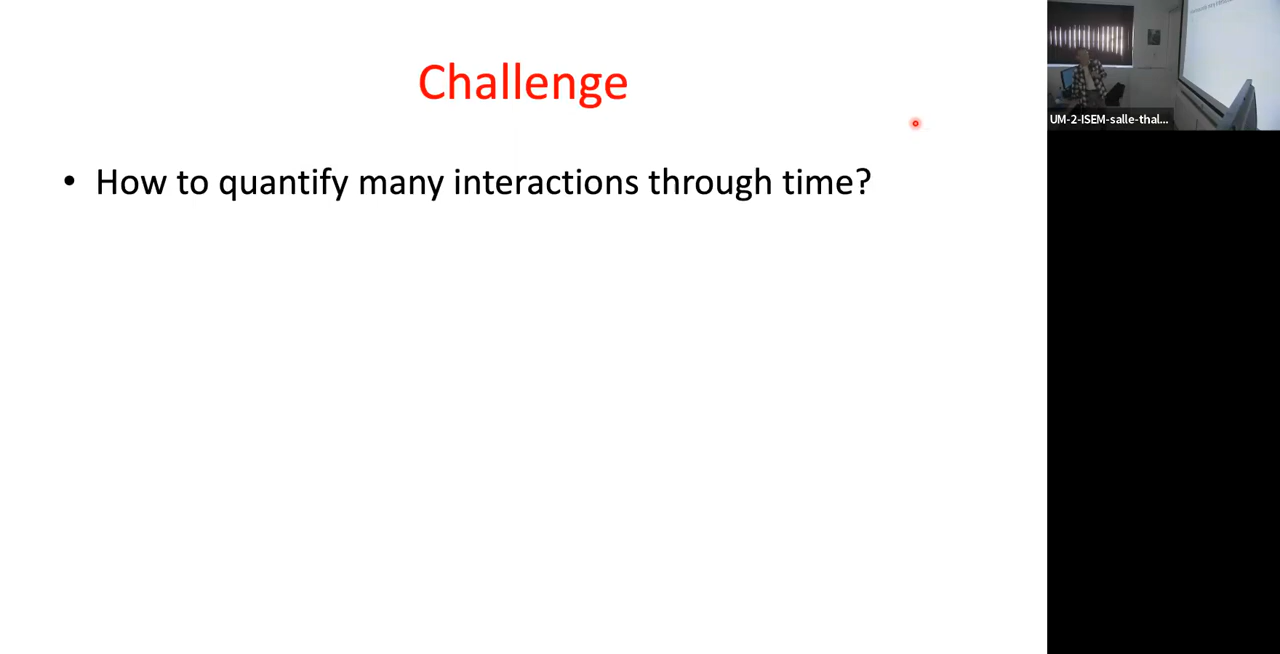 Challenge
• How to quantify many interactions through time?
UM-2-ISEM-salle-thal...